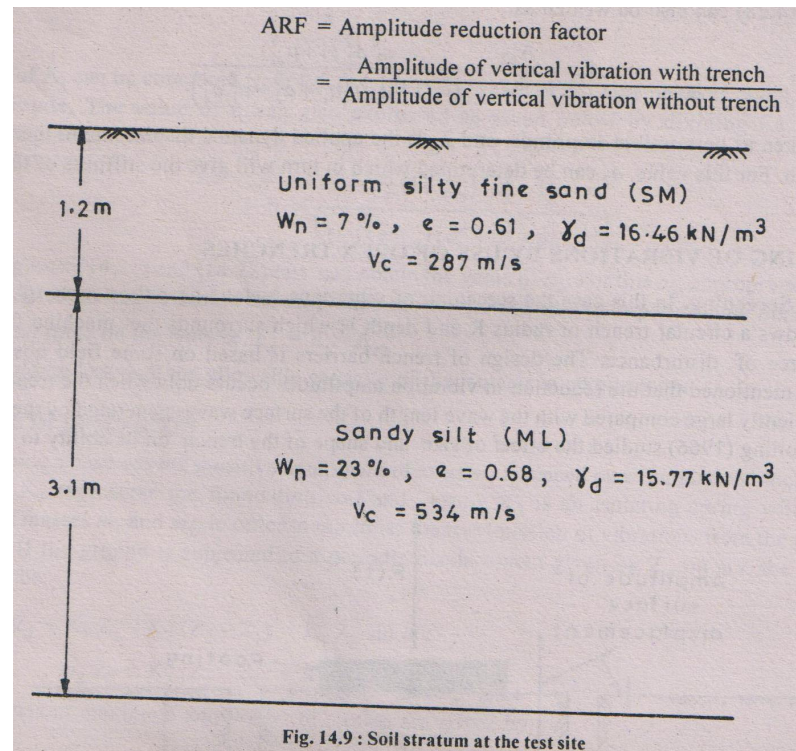 ARF = Amplitude reduction factor
= Amplitude of vertical vibration with trench
Amplitude of vertical vibration without trench
1.2 m
Uniform silty fine sand (SM)
Wn = 7 %, e = 0.61, γd = 16.46 kN/m³
Vc = 287 m/s
Sandy silt (ML)
Wn = 23 %, e = 0.68, γd = 15.77 kN/m³
3.1 m
Vc = 534 m/s
Fig. 14.9 : Soil stratum at the test site